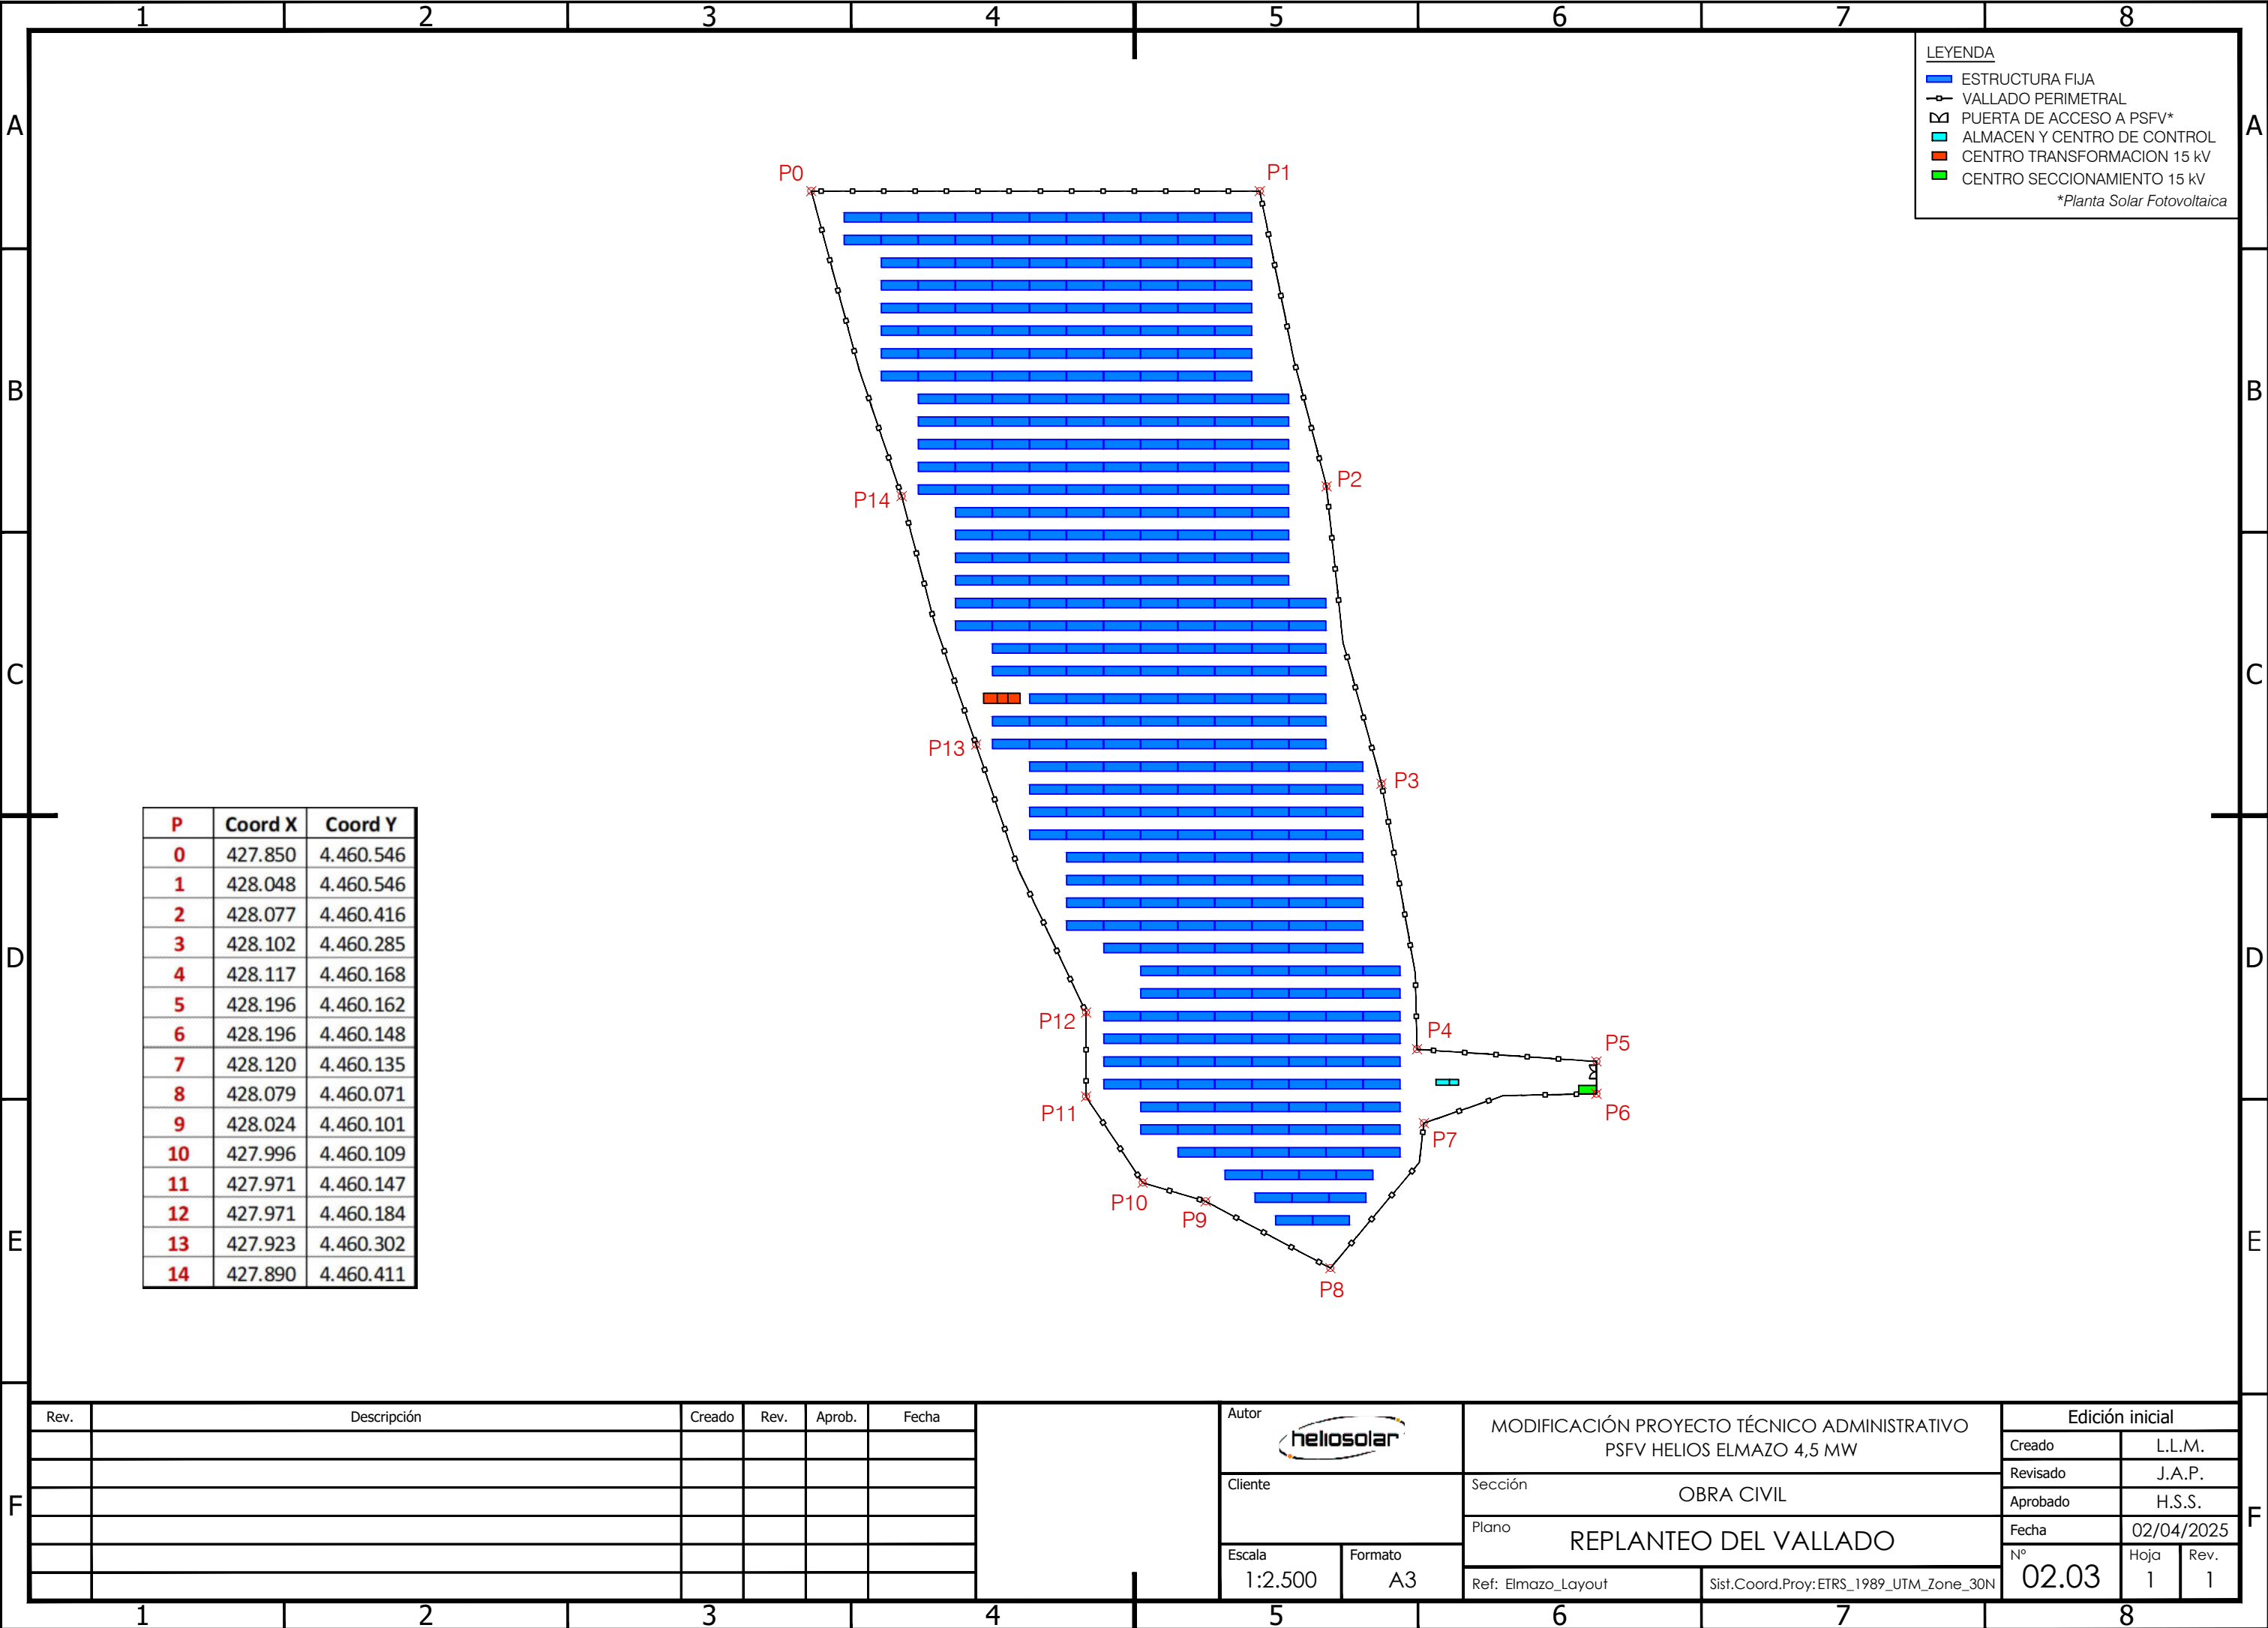 1 2 3 4 5 6 7 8
LEYENDA
ESTRUCTURA FIJA
VALLADO PERIMETRAL
PUERTA DE ACCESO A PSFV*
ALMACEN Y CENTRO DE CONTROL
CENTRO TRANSFORMACION 15 kV
CENTRO SECCIONAMIENTO 15 kV
*Planta Solar Fotovoltaica
A A
P0 P1
B B
P2
P14
C C
P13
P3
P Coord X Coord Y
0 427.850 4.460.546
1 428.048 4.460.546
2 428.077 4.460.416
3 428.102 4.460.285
4 428.117 4.460.168
5 428.196 4.460.162
6 428.196 4.460.148
7 428.120 4.460.135
8 428.079 4.460.071
9 428.024 4.460.101
10 427.996 4.460.109
11 427.971 4.460.147
12 427.971 4.460.184
13 427.923 4.460.302
14 427.890 4.460.411
D D
P12
P4
P5
P11
P6
P7
P10
P9
E E
P8
Rev. Descripción Creado Rev. Aprob. Fecha
Autor
heliosolar
Cliente
Escala
1:2.500
Formato
A3
MODIFICACIÓN PROYECTO TÉCNICO ADMINISTRATIVO
PSFV HELIOS ELMAZO 4,5 MW
Sección
OBRA CIVIL
Plano
REPLANTEO DEL VALLADO
Ref: Elmazo_Layout
Sist.Coord.Proy: ETRS_1989_UTM_Zone_30N
Edición inicial
Creado L.L.M.
Revisado J.A.P.
Aprobado H.S.S.
Fecha 02/04/2025
Nº
02.03
Hoja
1
Rev.
1
F F
1 2 3 4 5 6 7 8